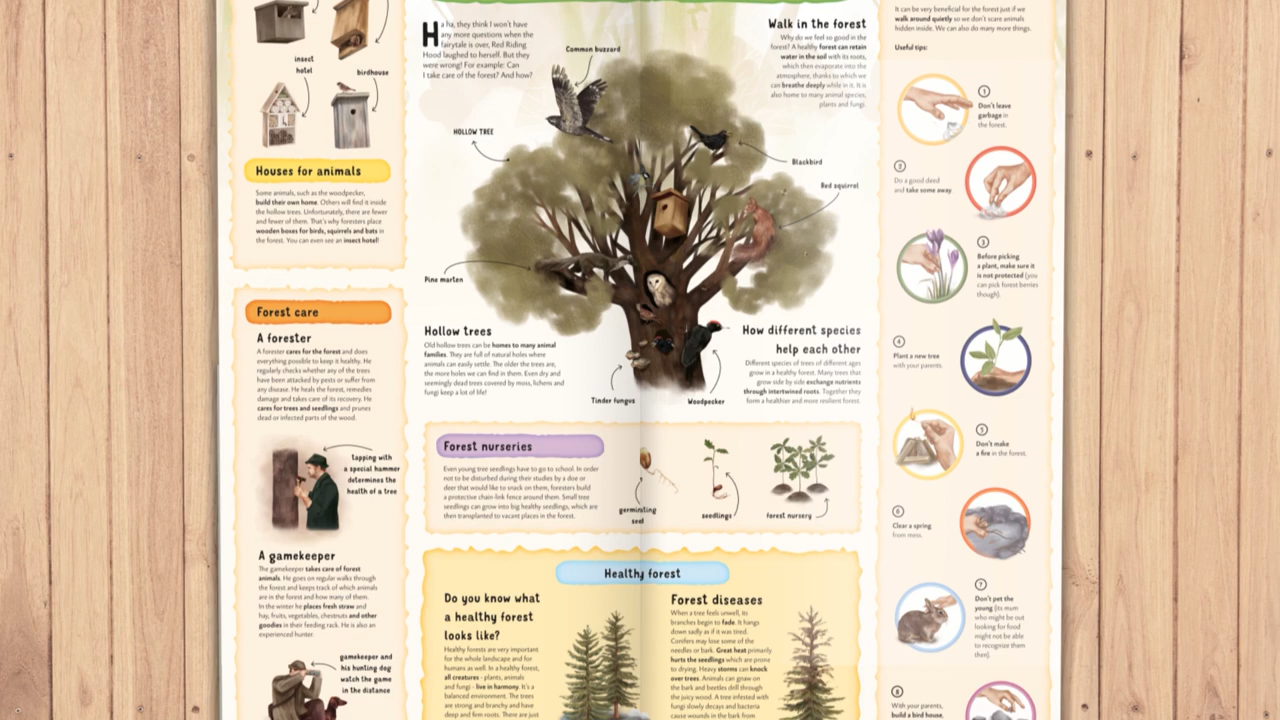 insect
hotel
birdhouse
Houses for animals
Some animals, such as the woodpecker,
build their own home. Others will find it inside
the hollow trees. Unfortunately, there are fewer
and fewer of them. That's why foresters place
wooden boxes for birds, squirrels and bats in
the forest. You can even see an insect hotel!
Forest care
A forester
A forester cares for the forest and does
everything possible to keep it healthy. He
regularly checks whether any of the trees
have been attacked by pests or suffer from
any disease. He heals the forest, remedies
damage and takes care of its recovery. He
cares for trees and seedlings and prunes
dead or infected parts of the wood.
tapping with
a special hammer
determines the
health of a tree
A gamekeeper
The gamekeeper takes care of forest
animals. He goes on regular walks through
the forest and keeps track of which animals
are in the forest and how many of them.
In the winter he places fresh straw and
hay, fruits, vegetables, chestnuts and other
goodies in their feeding rack. He is also an
experienced hunter.
gamekeeper and
his hunting dog
watch the game
in the distance
Ha ha, they think I won't have
any more questions when the
fairytale is over, Red Riding
Hood laughed to herself. But they
were wrong! For example: Can
I take care of the forest? And how?
Common buzzard
HOLLOW TREE
Walk in the forest
Why do we feel so good in the
forest? A healthy forest can retain
water in the soil with its roots,
which then evaporate into the
atmosphere, thanks to which we
can breathe deeply while in it. It is
also home to many animal species,
plants and fungi.
Blackbird
Red squirrel
Pine marten
Hollow trees
Old hollow trees can be homes to many animal
families. They are full of natural holes where
animals can easily settle. The older the trees are,
the more holes we can find in them. Even dry and
seemingly dead trees covered by moss, lichens and
fungi keep a lot of life!
Tinder fungus
Woodpecker
How different species
help each other
Different species of trees of different ages
grow in a healthy forest. Many trees that
grow side by side exchange nutrients
through intertwined roots. Together they
form a healthier and more resilient forest.
Forest nurseries
Even young tree seedlings have to go to school. In order
not to be disturbed during their studies by a doe or
deer that would like to snack on them, foresters build
a protective chain-link fence around them. Small tree
seedlings can grow into big healthy seedlings, which are
then transplanted to vacant places in the forest.
germinating
seed
seedlings
forest nursery
Healthy forest
Do you know what
a healthy forest
looks like?
Healthy forests are very important
for the whole landscape and for
humans as well. In a healthy forest,
all creatures - plants, animals
and fungi - live in harmony. It's a
balanced environment. The trees
are strong and branchy and have
deep and firm roots. There are just
Forest diseases
When a tree feels unwell, its
branches begin to fade. It hangs
down sadly as if it was tired.
Conifers may lose some of the
needles or bark. Great heat primarily
hurts the seedlings which are prone
to drying. Heavy storms can knock
over trees. Animals can gnaw on
the bark and beetles drill through
the juicy wood. A tree infested with
fungi slowly decays and bacteria
cause wounds in the bark from
It can be very beneficial for the forest just if we
walk around quietly so we don't scare animals
hidden inside. We can also do many more things.
Useful tips:
1
Don't leave
garbage in
the forest.
2
Do a good deed
and take some away
3
Before picking
a plant, make sure it
is not protected (you
can pick forest berries
though).
4
Plant a new tree
with your parents.
5
Don't make
a fire in the forest.
6
Clear a spring
from mess.
7
Don't pet the
young (its mum
who might be out
looking for food
might not be able
to recognize them
then).
8
With your parents,
build a bird house,